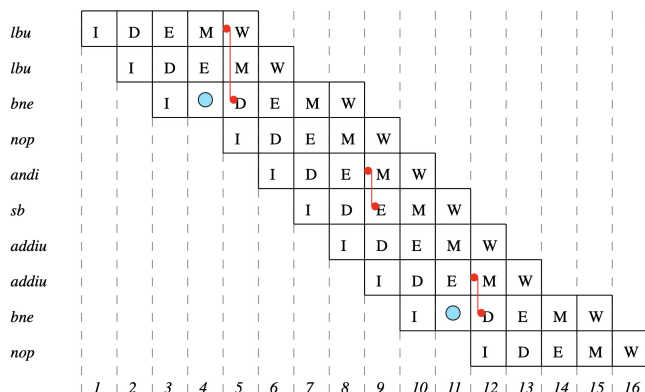 lbu I D E M W
lbu I D E M W
bne I D E M W
nop I D E M W
andi I D E M W
sb I D E M W
addiu I D E M W
addiu I D E M W
bne I D E M W
nop I D E M W
1 2 3 4 5 6 7 8 9 10 11 12 13 14 15 16